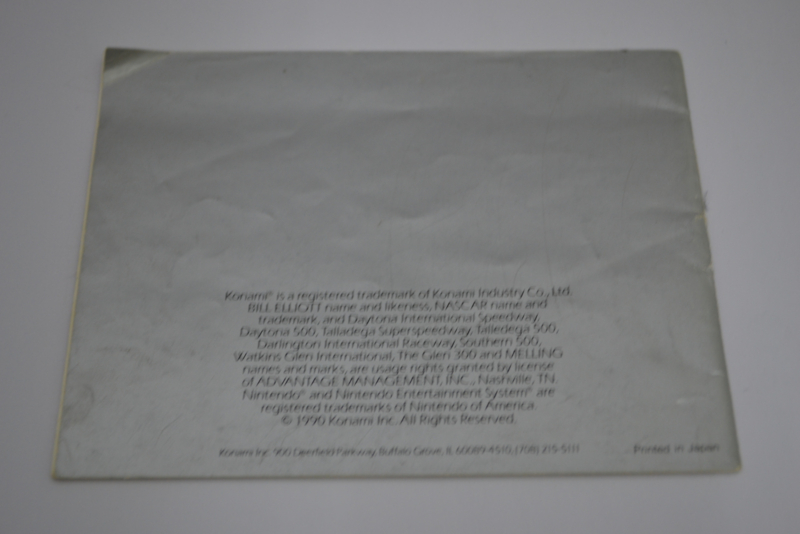 Konami® is a registered trademark of Konami Industry Co., Ltd.
BILL ELLIOTT name and likeness, NASCAR name and
trademark, and Daytona International Speedway,
Daytona 500, Talladega Superspeedway, Talledega 500,
Darlington International Raceway, Southern 500,
Watkins Glen International, The Glen 300 and MELLING
names and marks, are usage rights granted by license
of ADVANTAGE MANAGEMENT, INC., Nashville, TN.
Nintendo® and Nintendo Entertainment System® are
registered trademarks of Nintendo of America.
© 1990 Konami Inc. All Rights Reserved.
Konami Inc. 900 Deerfield Parkway, Buffalo Grove, IL 60089-4510, (708) 215-5111
Printed in Japan